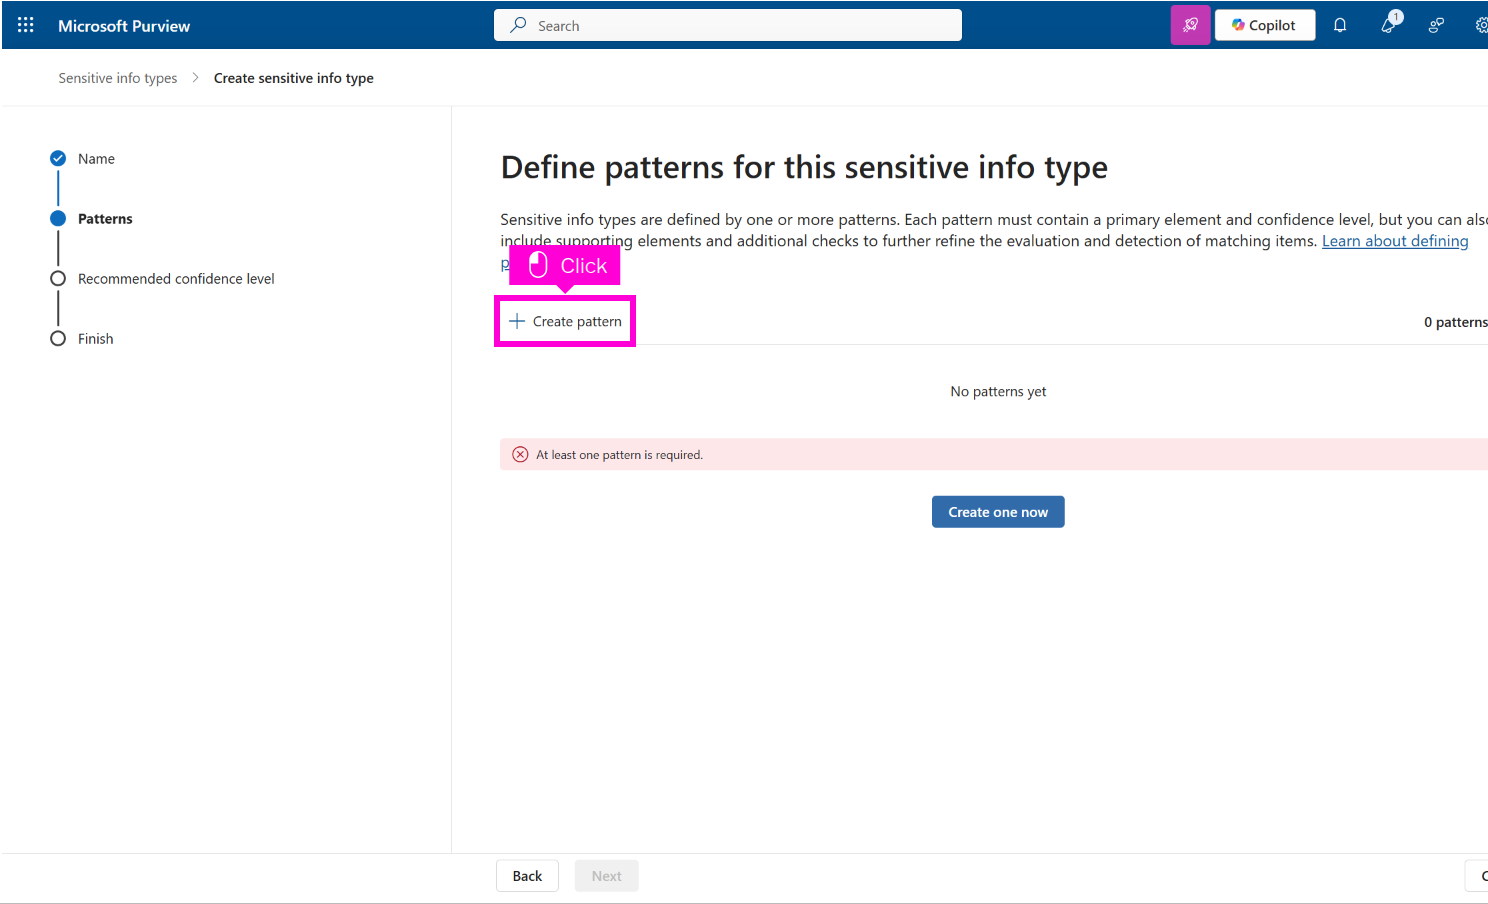 Microsoft Purview
Search
Copilot
1
Sensitive info types > Create sensitive info type
Name
Patterns
Recommended confidence level
Finish
Define patterns for this sensitive info type
Sensitive info types are defined by one or more patterns. Each pattern must contain a primary element and confidence level, but you can also
include supporting elements and additional checks to further refine the evaluation and detection of matching items. Learn about defining
Click
Create pattern
0 patterns
No patterns yet
At least one pattern is required.
Create one now
Back
Next